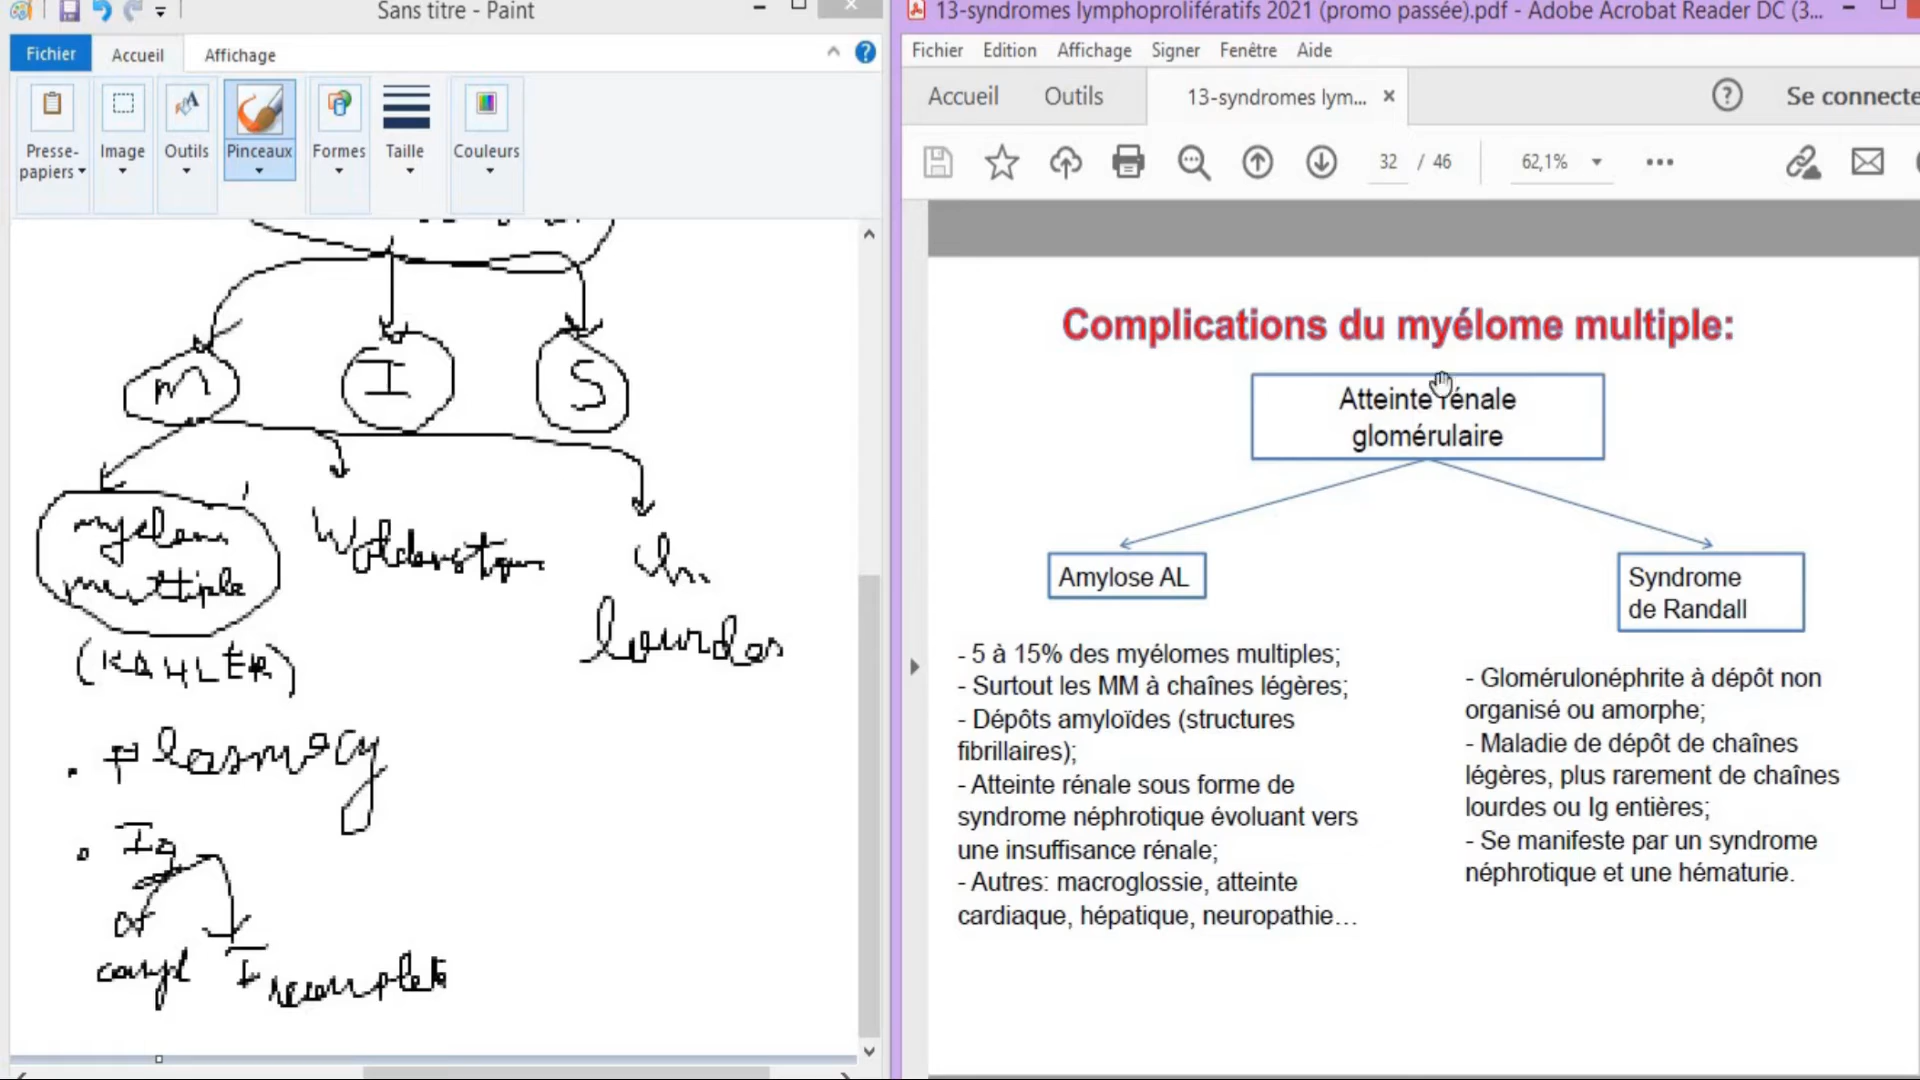 Sans titre - Paint
Fichier
Accueil
Affichage
Presse-
papiers
Image
Outils
Pinceaux
Formes
Taille
Couleurs
M
I
S
multiple
(KAHLER)
lourdes
Ig
13-syndromes lymphoprolifératifs 2021 (promo passée).pdf - Adobe Acrobat Reader DC (3...
Fichier Edition Affichage Signer Fenêtre Aide
Accueil
Outils
13-syndromes lym...
Se connecte
32 / 46
62,1%
Complications du myélome multiple:
Atteinte rénale
glomérulaire
Amylose AL
- 5 à 15% des myélomes multiples;
- Surtout les MM à chaînes légères;
- Dépôts amyloïdes (structures
fibrillaires);
- Atteinte rénale sous forme de
syndrome néphrotique évoluant vers
une insuffisance rénale;
- Autres: macroglossie, atteinte
cardiaque, hépatique, neuropathie…
Syndrome
de Randall
- Glomérulonéphrite à dépôt non
organisé ou amorphe;
- Maladie de dépôt de chaînes
légères, plus rarement de chaînes
lourdes ou Ig entières;
- Se manifeste par un syndrome
néphrotique et une hématurie.